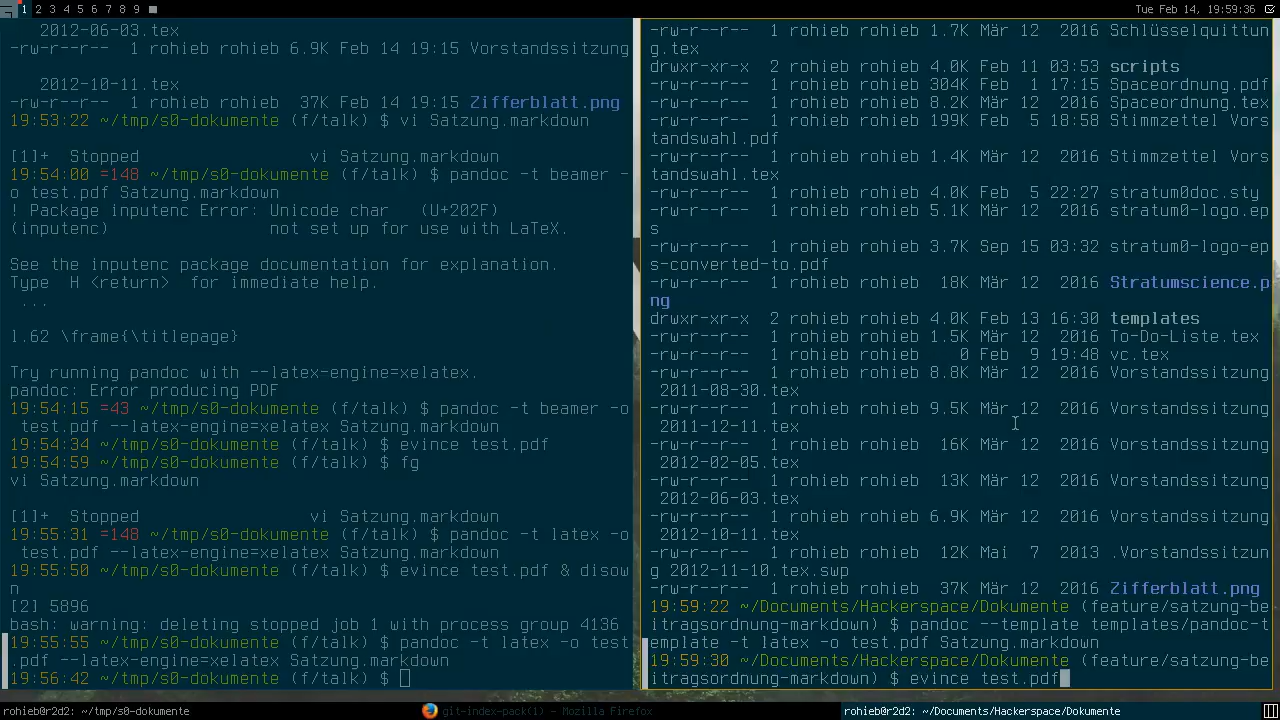 1 2 3 4 5 6 7 8 9
Tue Feb 14, 19:59:36
   2012-06-03.tex
-rw-r--r-- 1 rohieb rohieb 6.9K Feb 14 19:15 Vorstandssitzung
   2012-10-11.tex
-rw-r--r-- 1 rohieb rohieb  37K Feb 14 19:15 Zifferblatt.png
19:53:22 ~/tmp/s0-dokumente (f/talk) $ vi Satzung.markdown
[1]+  Stopped                 vi Satzung.markdown
19:54:00 =148 ~/tmp/s0-dokumente (f/talk) $ pandoc -t beamer -
o test.pdf Satzung.markdown
! Package inputenc Error: Unicode char   (U+202F)
(inputenc)                not set up for use with LaTeX.
See the inputenc package documentation for explanation.
Type  H <return>  for immediate help.
 ...
l.62 \frame{\titlepage}
Try running pandoc with --latex-engine=xelatex.
pandoc: Error producing PDF
19:54:15 =43 ~/tmp/s0-dokumente (f/talk) $ pandoc -t beamer -o
 test.pdf --latex-engine=xelatex Satzung.markdown
19:54:34 ~/tmp/s0-dokumente (f/talk) $ evince test.pdf
19:54:59 ~/tmp/s0-dokumente (f/talk) $ fg
vi Satzung.markdown
[1]+  Stopped                 vi Satzung.markdown
19:55:31 =148 ~/tmp/s0-dokumente (f/talk) $ pandoc -t latex -o
 test.pdf --latex-engine=xelatex Satzung.markdown
19:55:50 ~/tmp/s0-dokumente (f/talk) $ evince test.pdf & disow
n
[2] 5896
bash: warning: deleting stopped job 1 with process group 4136
19:55:55 ~/tmp/s0-dokumente (f/talk) $ pandoc -t latex -o test
.pdf --latex-engine=xelatex Satzung.markdown
19:56:42 ~/tmp/s0-dokumente (f/talk) $
-rw-r--r--  1 rohieb rohieb 1.7K Mär 12  2016 Schlüsselquittun
g.tex
drwxr-xr-x  2 rohieb rohieb 4.0K Feb 11 03:53 scripts
-rw-r--r--  1 rohieb rohieb 304K Feb  1 17:15 Spaceordnung.pdf
-rw-r--r--  1 rohieb rohieb 8.2K Mär 12  2016 Spaceordnung.tex
-rw-r--r--  1 rohieb rohieb 199K Feb  5 18:58 Stimmzettel Vors
tandswahl.pdf
-rw-r--r--  1 rohieb rohieb 1.4K Mär 12  2016 Stimmzettel Vors
tandswahl.tex
-rw-r--r--  1 rohieb rohieb 4.0K Feb  5 22:27 stratum0doc.sty
-rw-r--r--  1 rohieb rohieb 5.1K Mär 12  2016 stratum0-logo.ep
s
-rw-r--r--  1 rohieb rohieb 3.7K Sep 15 03:32 stratum0-logo-ep
s-converted-to.pdf
-rw-r--r--  1 rohieb rohieb  18K Mär 12  2016 Stratumscience.p
ng
drwxr-xr-x  2 rohieb rohieb 4.0K Feb 13 16:30 templates
-rw-r--r--  1 rohieb rohieb 1.5K Mär 12  2016 To-Do-Liste.tex
-rw-r--r--  1 rohieb rohieb    0 Feb  9 19:48 vc.tex
-rw-r--r--  1 rohieb rohieb 8.8K Mär 12  2016 Vorstandssitzung
 2011-08-30.tex
-rw-r--r--  1 rohieb rohieb 9.5K Mär 12  2016 Vorstandssitzung
 2011-12-11.tex
-rw-r--r--  1 rohieb rohieb  16K Mär 12  2016 Vorstandssitzung
 2012-02-05.tex
-rw-r--r--  1 rohieb rohieb  13K Mär 12  2016 Vorstandssitzung
 2012-06-03.tex
-rw-r--r--  1 rohieb rohieb 6.9K Mär 12  2016 Vorstandssitzung
 2012-10-11.tex
-rw-r--r--  1 rohieb rohieb  12K Mai  7  2013 .Vorstandssitzun
g 2012-11-10.tex.swp
-rw-r--r--  1 rohieb rohieb  37K Mär 12  2016 Zifferblatt.png
19:59:22 ~/Documents/Hackerspace/Dokumente (feature/satzung-be
itragsordnung-markdown) $ pandoc --template templates/pandoc-t
emplate -t latex -o test.pdf Satzung.markdown
19:59:30 ~/Documents/Hackerspace/Dokumente (feature/satzung-be
itragsordnung-markdown) $ evince test.pdf
rohieb@r2d2: ~/tmp/s0-dokumente
git-index-pack(1) - Mozilla Firefox
rohieb@r2d2: ~/Documents/Hackerspace/Dokumente